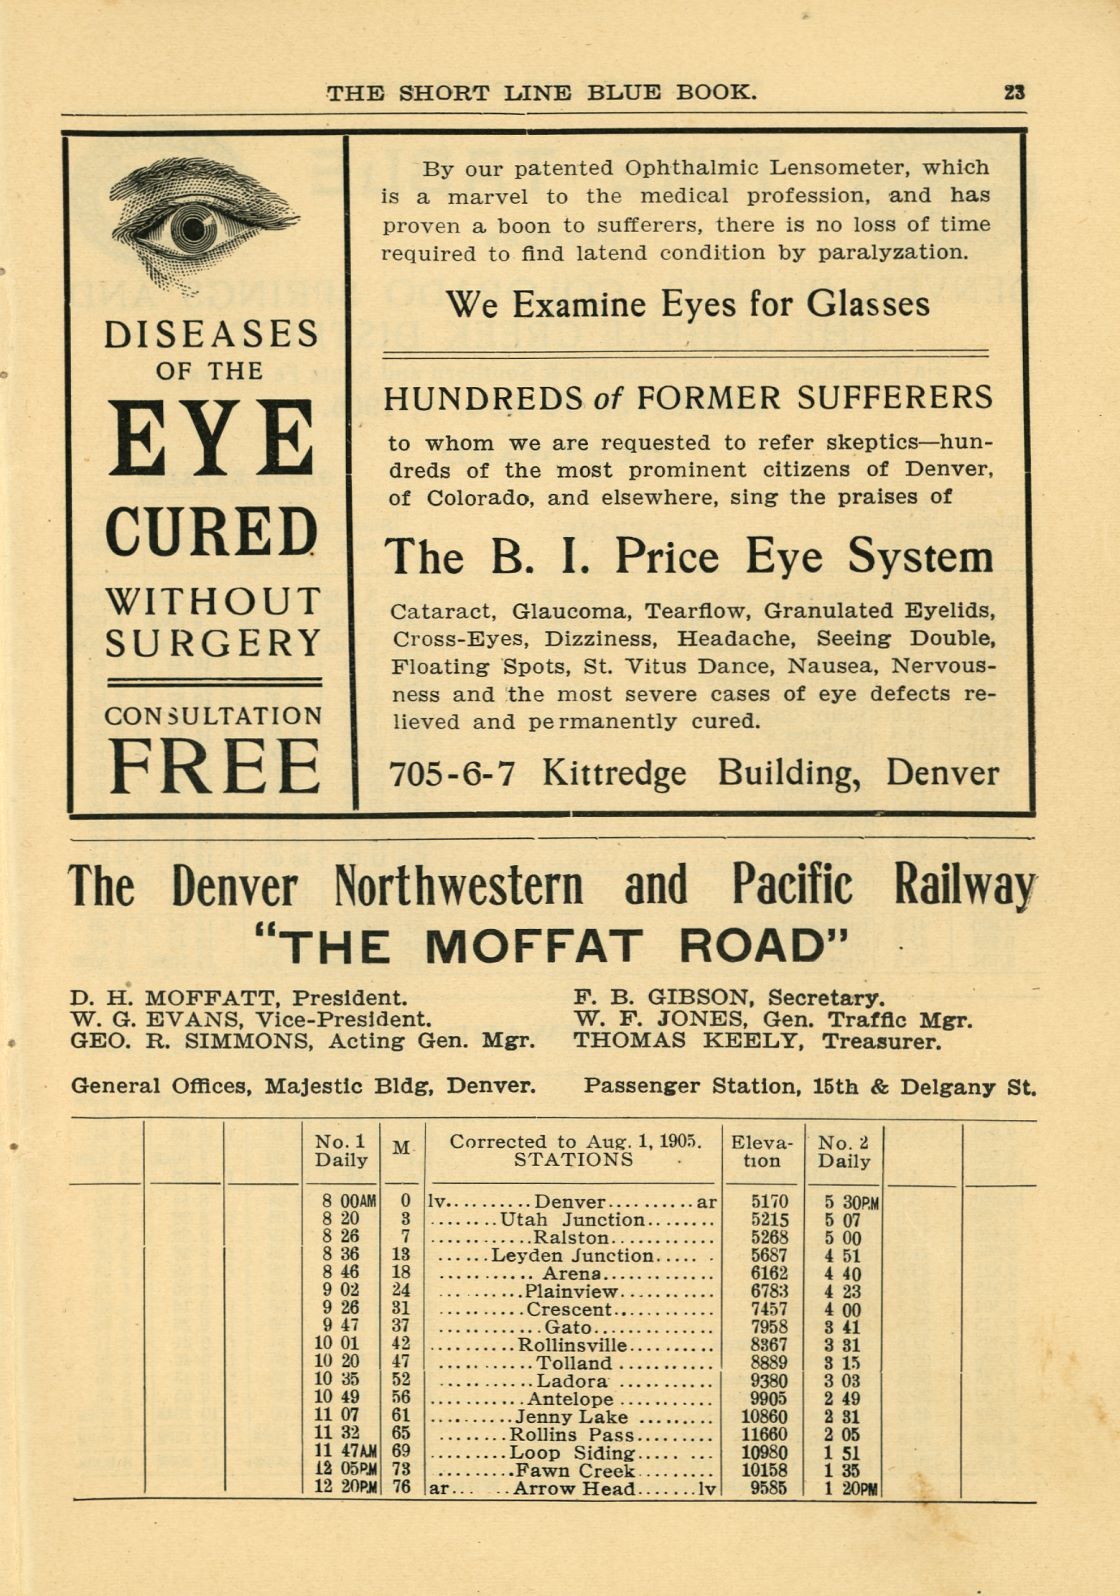 THE SHORT LINE BLUE BOOK. 23
DISEASES
OF THE
EYE
CURED
WITHOUT
SURGERY
CONSULTATION
FREE
By our patented Ophthalmic Lensometer, which
is a marvel to the medical profession, and has
proven a boon to sufferers, there is no loss of time
required to find latend condition by paralyzation.
We Examine Eyes for Glasses
HUNDREDS of FORMER SUFFERERS
to whom we are requested to refer skeptics—hun-
dreds of the most prominent citizens of Denver,
of Colorado, and elsewhere, sing the praises of
The B. I. Price Eye System
Cataract, Glaucoma, Tearflow, Granulated Eyelids,
Cross-Eyes, Dizziness, Headache, Seeing Double,
Floating Spots, St. Vitus Dance, Nausea, Nervous-
ness and the most severe cases of eye defects re-
lieved and permanently cured.
705-6-7 Kittredge Building, Denver
The Denver Northwestern and Pacific Railway
"THE MOFFAT ROAD"
D. H. MOFFATT, President. F. B. GIBSON, Secretary.
W. G. EVANS, Vice-President. W. F. JONES, Gen. Traffic Mgr.
GEO. R. SIMMONS, Acting Gen. Mgr. THOMAS KEELY, Treasurer.
General Offices, Majestic Bldg, Denver. Passenger Station, 15th & Delgany St.
No. 1 Daily M Corrected to Aug. 1, 1905. STATIONS Eleva-tion No. 2 Daily
8 00AM 0 lv..........Denver..........ar 5170 5 30P.M
8 20 3 ........Utah Junction........ 5215 5 07
8 26 7 ............Ralston............ 5268 5 00
8 36 13 ......Leyden Junction..... . 5687 4 51
8 46 18 ........... Arena............. 6162 4 40
9 02 24 ..........Plainview........... 6783 4 23
9 26 31 ..........Crescent............ 7457 4 00
9 47 37 ............Gato.............. 7958 3 41
10 01 42 ..........Rollinsville.......... 8367 3 31
10 20 47 ...........Tolland ........... 8889 3 15
10 35 52 ...........Ladora ........... 9380 3 03
10 49 56 ...........Antelope ........... 9905 2 49
11 07 61 ..........Jenny Lake ......... 10860 2 31
11 32 65 ........Rollins Pass......... 11660 2 05
11 47A.M 69 .........Loop Siding..... ... 10980 1 51
12 05P.M 73 .........Fawn Creek......... 10158 1 35
12 20P.M 76 ar... ..Arrow Head.......lv 9585 1 20PM